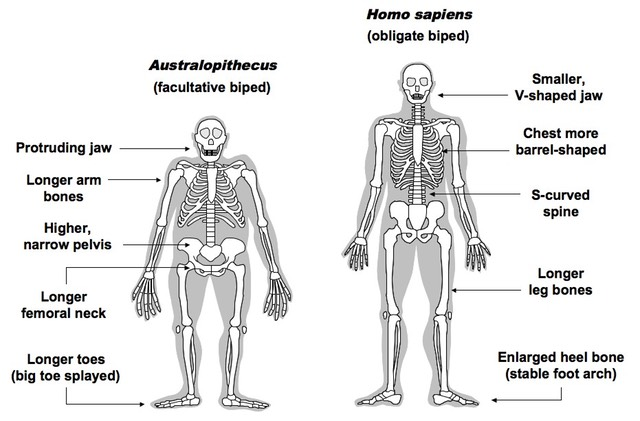 Australopithecus
(facultative biped)
Protruding jaw
Longer arm
bones
Higher,
narrow pelvis
Longer
femoral neck
Longer toes
(big toe splayed)
Homo sapiens
(obligate biped)
Smaller,
V-shaped jaw
Chest more
barrel-shaped
S-curved
spine
Longer
leg bones
Enlarged heel bone
(stable foot arch)